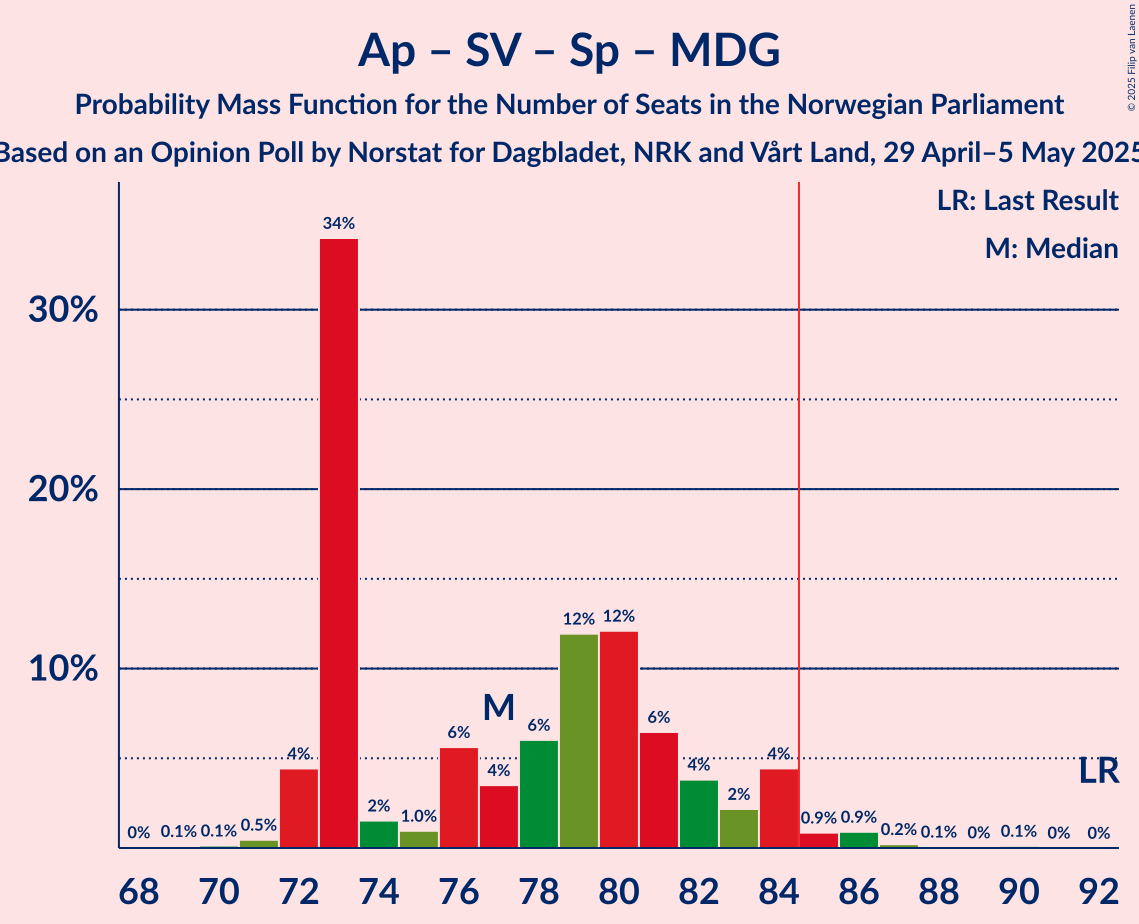 Ap – SV – Sp – MDG
Probability Mass Function for the Number of Seats in the Norwegian Parliament
Based on an Opinion Poll by Norstat for Dagbladet, NRK and Vårt Land, 29 April–5 May 2025
© 2025 Filip van Laenen
LR: Last Result
M: Median
34%
30%
20%
12% 12%
10%
M
6% 6% 6%
4% 4% 4% 4%
LR
2% 2%
0% 0.1% 0.1% 0.5% 1.0% 0.9% 0.9% 0.2% 0.1% 0% 0.1% 0% 0%
68 70 72 74 76 78 80 82 84 86 88 90 92